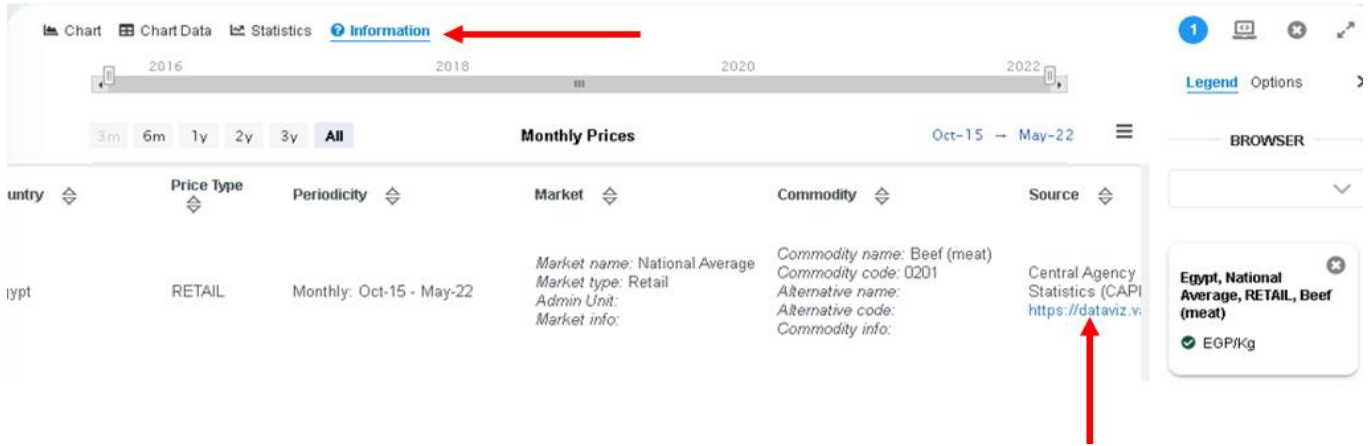 Chart Chart Data Statistics Information 1
2016 2018 2020 2022
Legend Options
3m 6m 1y 2y 3y All Monthly Prices Oct-15 → May-22
BROWSER
untry Price Type Periodicity Market Commodity Source
ypt RETAIL Monthly: Oct-15 - May-22
Market name: National Average
Market type: Retail
Admin Unit:
Market info:
Commodity name: Beef (meat)
Commodity code: 0201
Alternative name:
Alternative code:
Commodity info:
Central Agency
Statistics (CAP
https://dataviz.v
Egypt, National
Average, RETAIL, Beef
(meat)
EGP/Kg